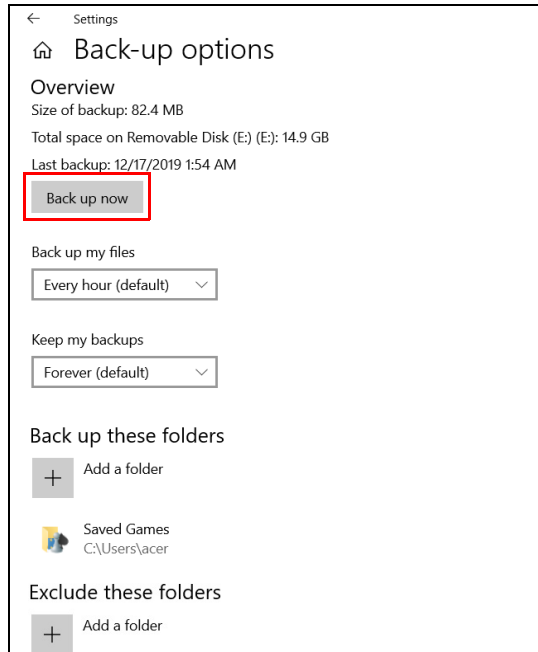 Settings
Back-up options
Overview
Size of backup: 82.4 MB
Total space on Removable Disk (E:) (E:): 14.9 GB
Last backup: 12/17/2019 1:54 AM
Back up now
Back up my files
Every hour (default)
Keep my backups
Forever (default)
Back up these folders
Add a folder
Saved Games
C:\Users\acer
Exclude these folders
Add a folder